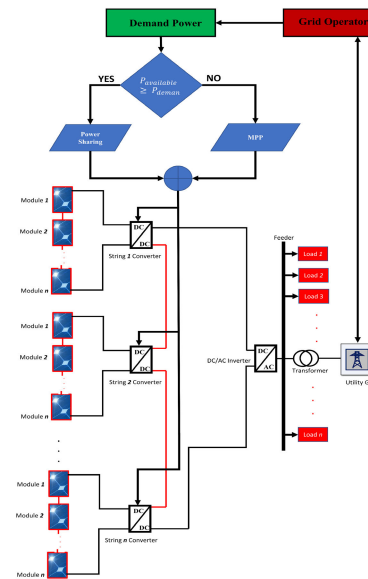 Demand Power
Grid Operator
YES
NO
P_available
≥ P_deman
Power
Sharing
MPP
Module 1
Module 2
Module n
DC
DC
String 1 Converter
Feeder
Load 1
Load 2
Load 3
Module 1
Module 2
Module n
DC
DC
String 2 Converter
DC/AC Inverter
DC
AC
Transformer
Utility G
Load n
Module 1
Module 2
Module n
DC
DC
String n Converter